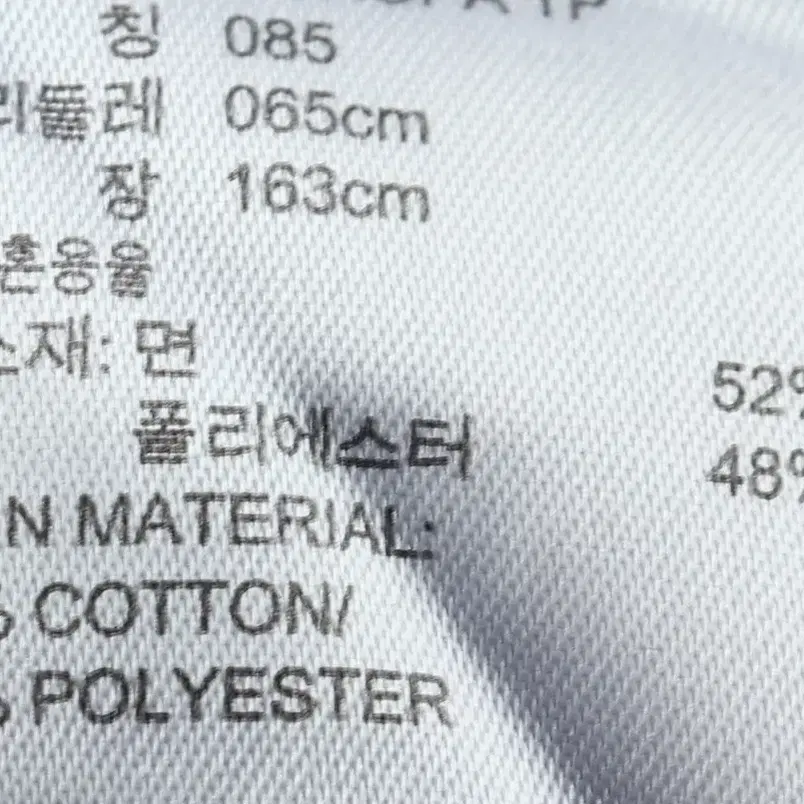 칭 085
리둘레 065cm
장 163cm
혼용율
소재: 면 52%
폴리에스터 48%
N MATERIAL:
% COTTON/
% POLYESTER